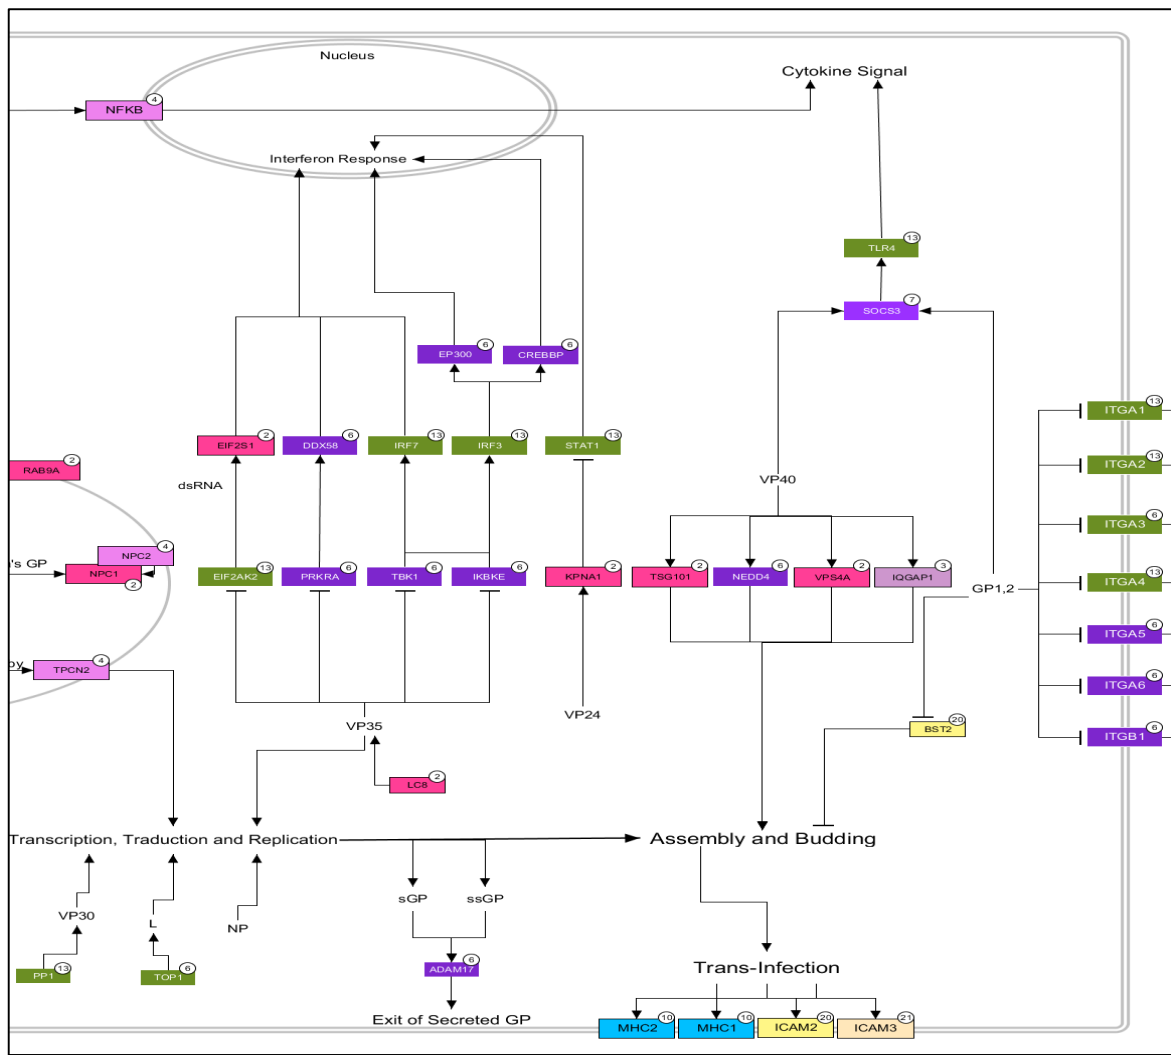 Nucleus
Cytokine Signal
NFKB 4
Interferon Response
TLR4 13
SOCS3 7
EP300 6
CREBBP 6
EIF2S1 2
DDX58 6
IRF7 13
IRF3 13
STAT1 13
ITGA1 13
ITGA2 13
ITGA3 6
ITGA4 13
ITGA5 6
ITGA6 6
ITGB1 6
RAB9A 2
dsRNA
VP40
NPC2 4
's GP
NPC1 2
EIF2AK2 13
PRKRA 6
TBK1 6
IKBKE 6
KPNA1 2
TSG101 2
NEDD4 6
VPS4A 2
IQGAP1 3
GP1,2
by
TPCN2 4
VP35
VP24
BST2 20
LC8 2
Transcription, Traduction and Replication
Assembly and Budding
sGP
ssGP
VP30
L
NP
PP1 13
TOP1 6
ADAM17 6
Trans-Infection
Exit of Secreted GP
MHC2 10
MHC1 10
ICAM2 20
ICAM3 21